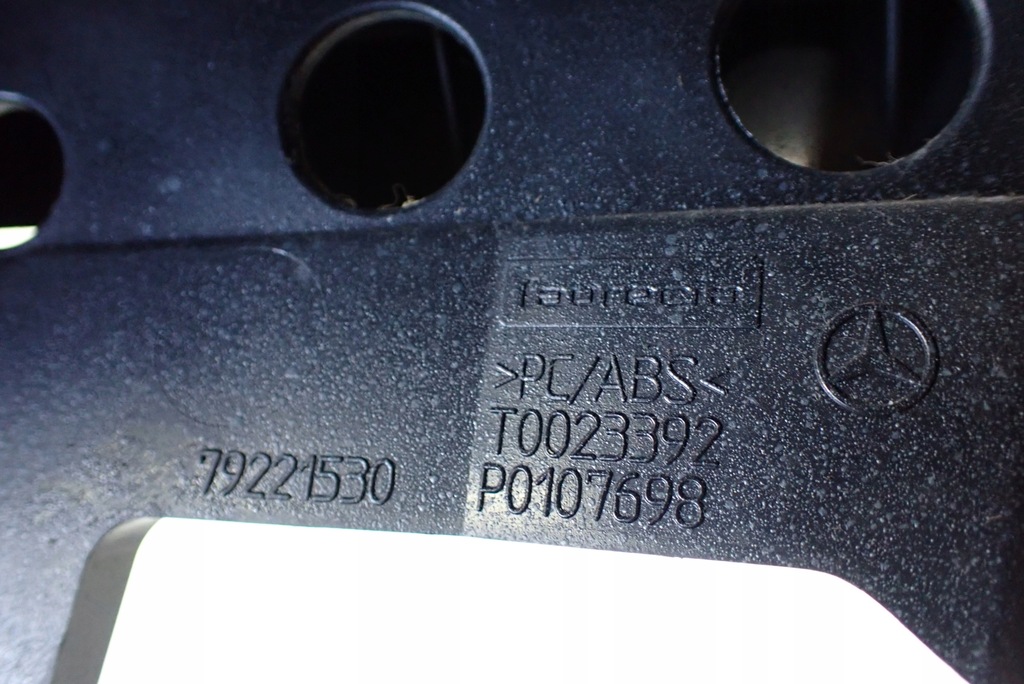 faurecia
>PC/ABS<
T0023392
P0107698
79221530